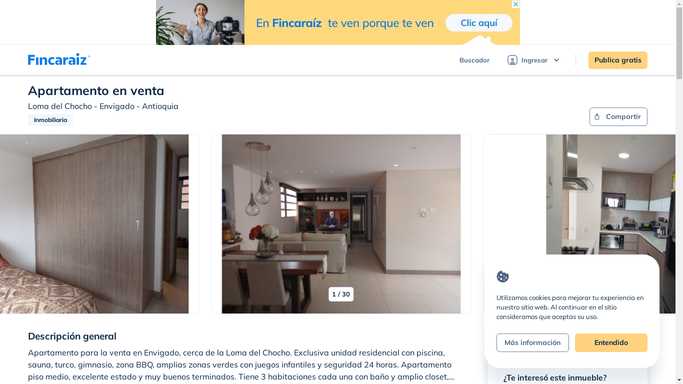 En Fincaraíz te ven porque te ven
Clic aquí
Fincaraíz
Buscador
Ingresar
Publica gratis
Apartamento en venta
Loma del Chocho - Envigado - Antioquia
Inmobiliaria
Compartir
1 / 30
Utilizamos cookies para mejorar tu experiencia en
nuestro sitio web. Al continuar en el sitio
consideramos que aceptas su uso.
Más información
Entendido
Descripción general
Apartamento para la venta en Envigado, cerca de la Loma del Chocho. Exclusiva unidad residencial con piscina,
sauna, turco, gimnasio, zona BBQ, amplias zonas verdes con juegos infantiles y seguridad 24 horas. Apartamento
piso medio, excelente estado y muy buenos terminados. Tiene 3 habitaciones cada una con baño y amplio closet,...
¿Te interesó este inmueble?